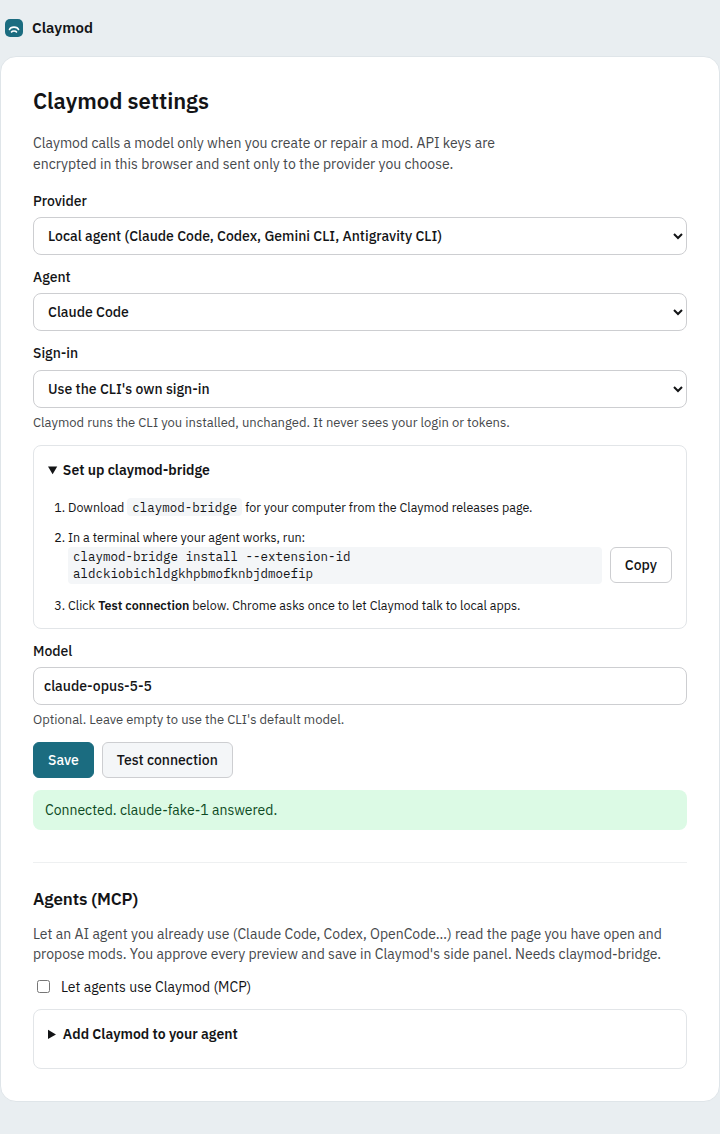 Claymod
Claymod settings
Claymod calls a model only when you create or repair a mod. API keys are
encrypted in this browser and sent only to the provider you choose.
Provider
Local agent (Claude Code, Codex, Gemini CLI, Antigravity CLI)
Agent
Claude Code
Sign-in
Use the CLI's own sign-in
Claymod runs the CLI you installed, unchanged. It never sees your login or tokens.
Set up claymod-bridge
1. Download claymod-bridge for your computer from the Claymod releases page.
2. In a terminal where your agent works, run:
claymod-bridge install --extension-id
aldckiobichldgkhpbmofknbjdmoefip
Copy
3. Click Test connection below. Chrome asks once to let Claymod talk to local apps.
Model
claude-opus-5-5
Optional. Leave empty to use the CLI's default model.
Save
Test connection
Connected. claude-fake-1 answered.
Agents (MCP)
Let an AI agent you already use (Claude Code, Codex, OpenCode…) read the page you have open and
propose mods. You approve every preview and save in Claymod's side panel. Needs claymod-bridge.
Let agents use Claymod (MCP)
Add Claymod to your agent